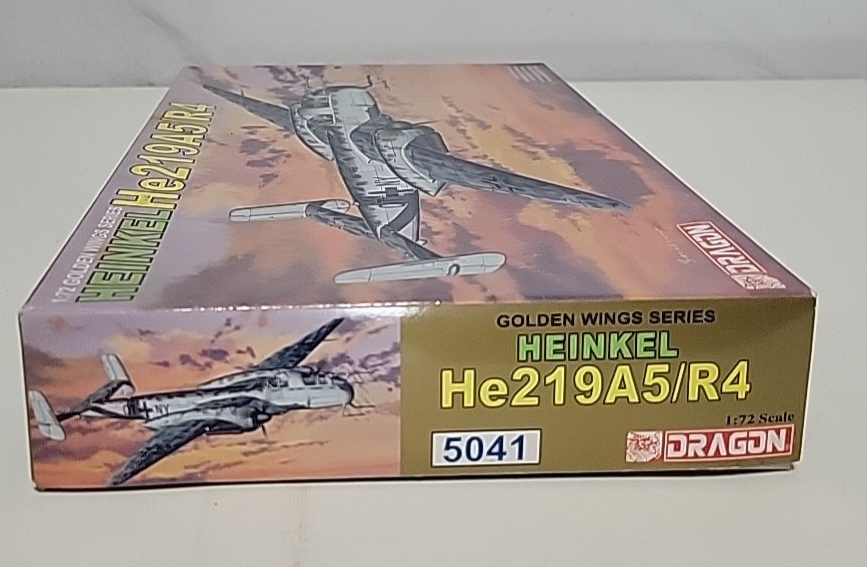 1:72 GOLDEN WINGS SERIES
HEINKEL He219A5/R4
DRAGON
GOLDEN WINGS SERIES
HEINKEL
He219A5/R4
1:72 Scale
5041
DRAGON